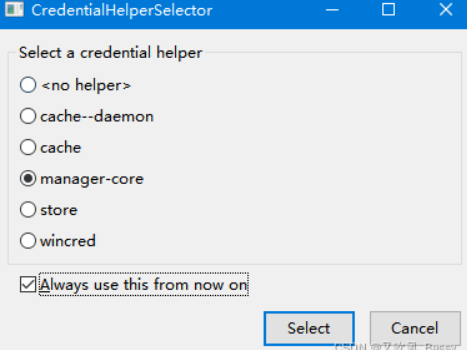 CredentialHelperSelector
Select a credential helper
<no helper>
cache--daemon
cache
manager-core
store
wincred
Always use this from now on
Select
Cancel
CSDN